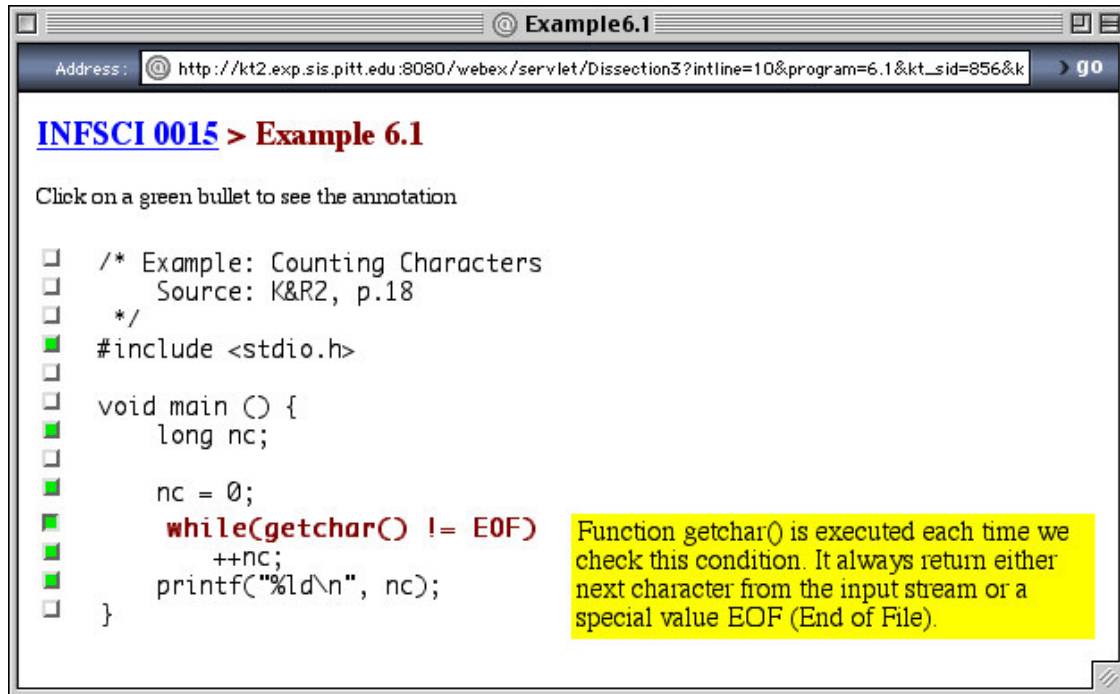 Example6.1
Address: http://kt2.exp.sis.pitt.edu:8080/webex/servlet/Dissection3?intline=10&program=6.1&kt_sid=856&k go
INFSCI 0015 > Example 6.1
Click on a green bullet to see the annotation
/* Example: Counting Characters
Source: K&R2, p.18
*/
#include <stdio.h>
void main () {
long nc;
nc = 0;
while(getchar() != EOF)
++nc;
printf("%ld\n", nc);
}
Function getchar() is executed each time we
check this condition. It always return either
next character from the input stream or a
special value EOF (End of File).